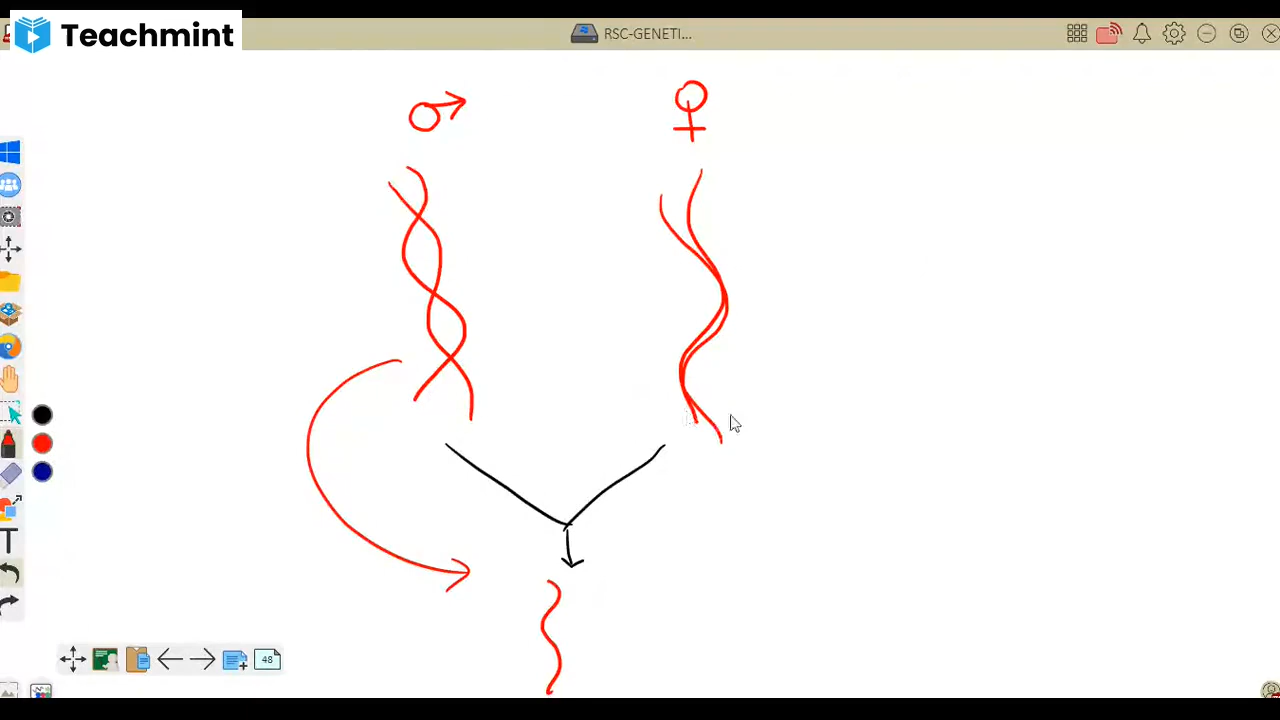 Teachmint
RSC-GENETI...
♂
♀
T
48